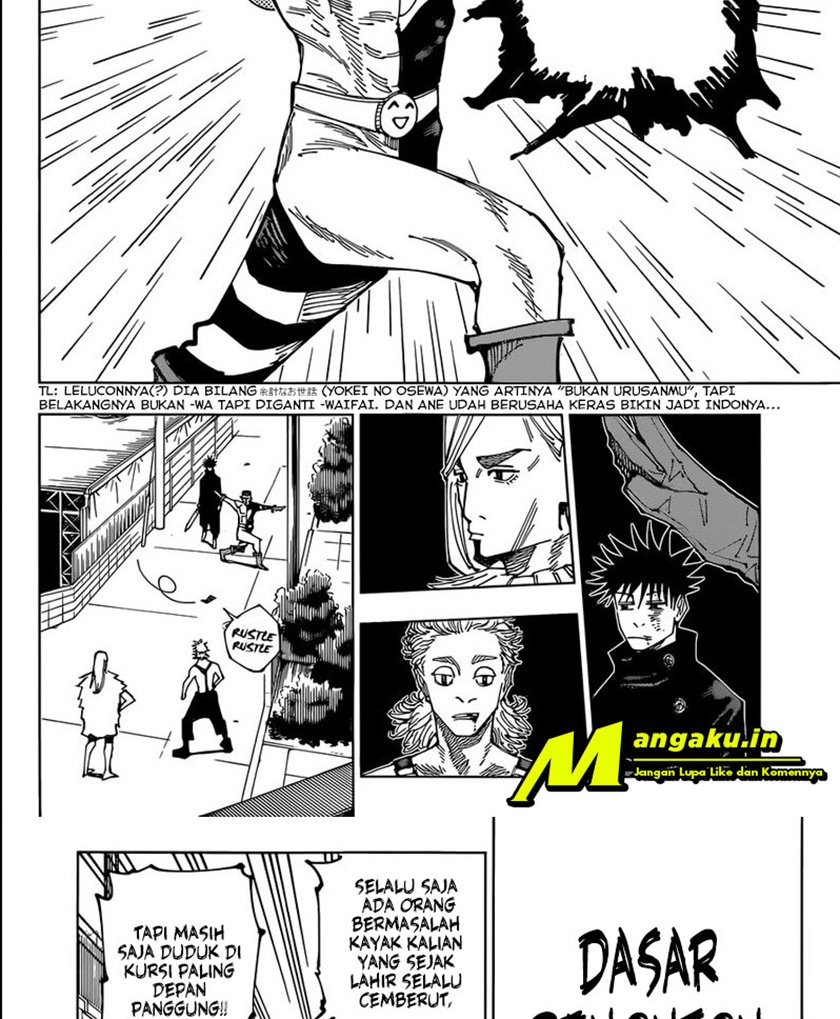 TL: LELUCONNYA(?) DIA BILANG 余計なお世話 (YOKEI NO OSEWA) YANG ARTINYA "BUKAN URUSANMU", TAPI
BELAKANGNYA BUKAN -WA TAPI DIGANTI -WAIFAI. DAN ANE UDAH BERUSAHA KERAS BIKIN JADI INDONYA...
RUSTLE
RUSTLE
Mangaku.in
Jangan Lupa Like dan Komennya
DASAR
SELALU SAJA
ADA ORANG
BERMASALAH
KAYAK KALIAN
YANG SEJAK
LAHIR SELALU
CEMBERUT,
TAPI MASIH
SAJA DUDUK DI
KURSI PALING
DEPAN
PANGGUNG!!